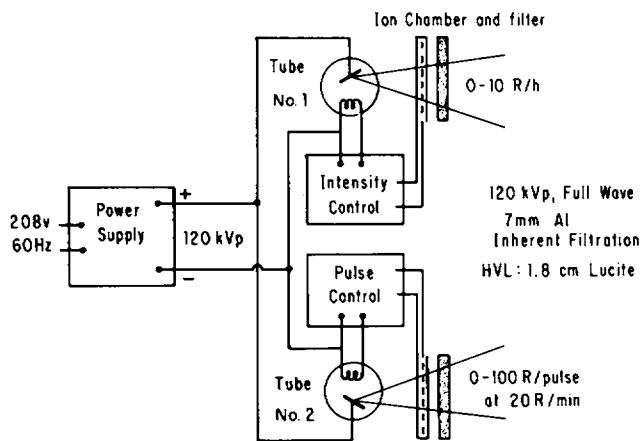 Ion Chamber and filter
Tube
No. 1
0-10 R/h
Intensity
Control
+
Power
Supply
208v
60Hz
120 kVp
−
120 kVp, Full Wave
7mm Al
Inherent Filtration
HVL: 1.8 cm Lucite
Pulse
Control
Tube
No. 2
0-100 R/pulse
at 20R/min